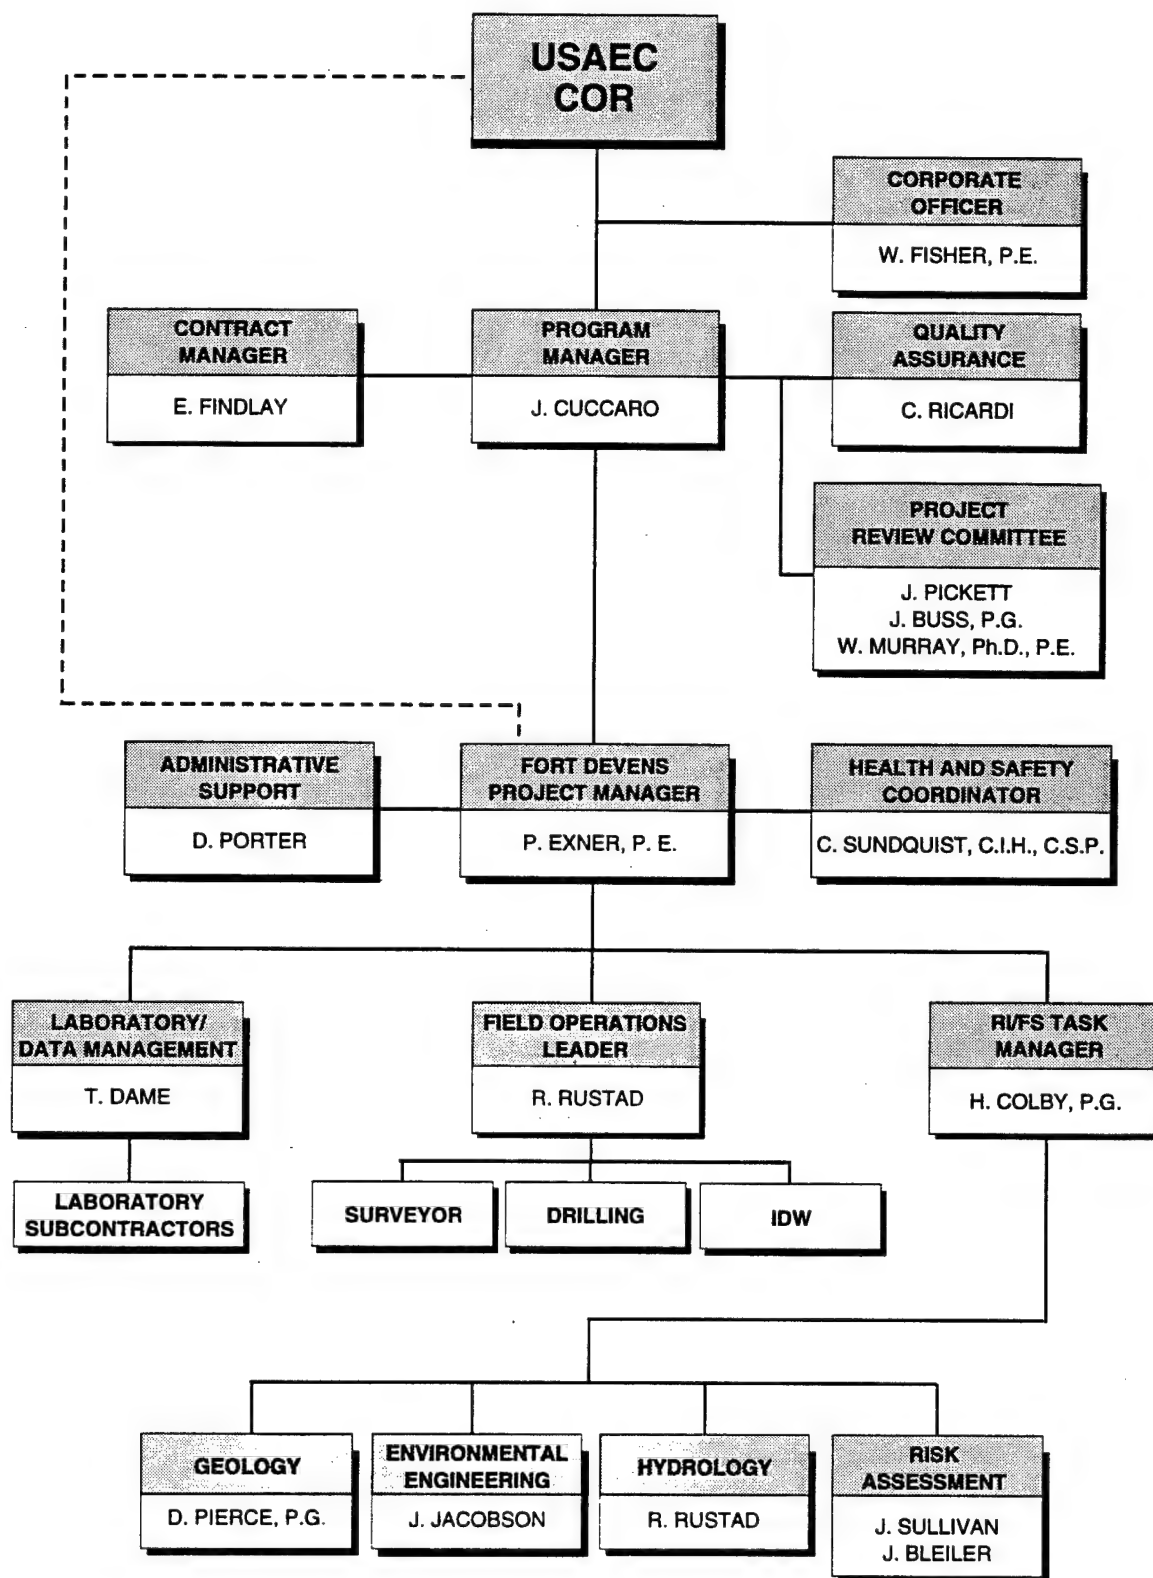 USAEC
COR
CORPORATE
OFFICER
W. FISHER, P.E.
CONTRACT
MANAGER
E. FINDLAY
PROGRAM
MANAGER
J. CUCCARO
QUALITY
ASSURANCE
C. RICARDI
PROJECT
REVIEW COMMITTEE
J. PICKETT
J. BUSS, P.G.
W. MURRAY, Ph.D., P.E.
ADMINISTRATIVE
SUPPORT
D. PORTER
FORT DEVENS
PROJECT MANAGER
P. EXNER, P. E.
HEALTH AND SAFETY
COORDINATOR
C. SUNDQUIST, C.I.H., C.S.P.
LABORATORY/
DATA MANAGEMENT
T. DAME
FIELD OPERATIONS
LEADER
R. RUSTAD
RI/FS TASK
MANAGER
H. COLBY, P.G.
LABORATORY
SUBCONTRACTORS
SURVEYOR
DRILLING
IDW
GEOLOGY
D. PIERCE, P.G.
ENVIRONMENTAL
ENGINEERING
J. JACOBSON
HYDROLOGY
R. RUSTAD
RISK
ASSESSMENT
J. SULLIVAN
J. BLEILER